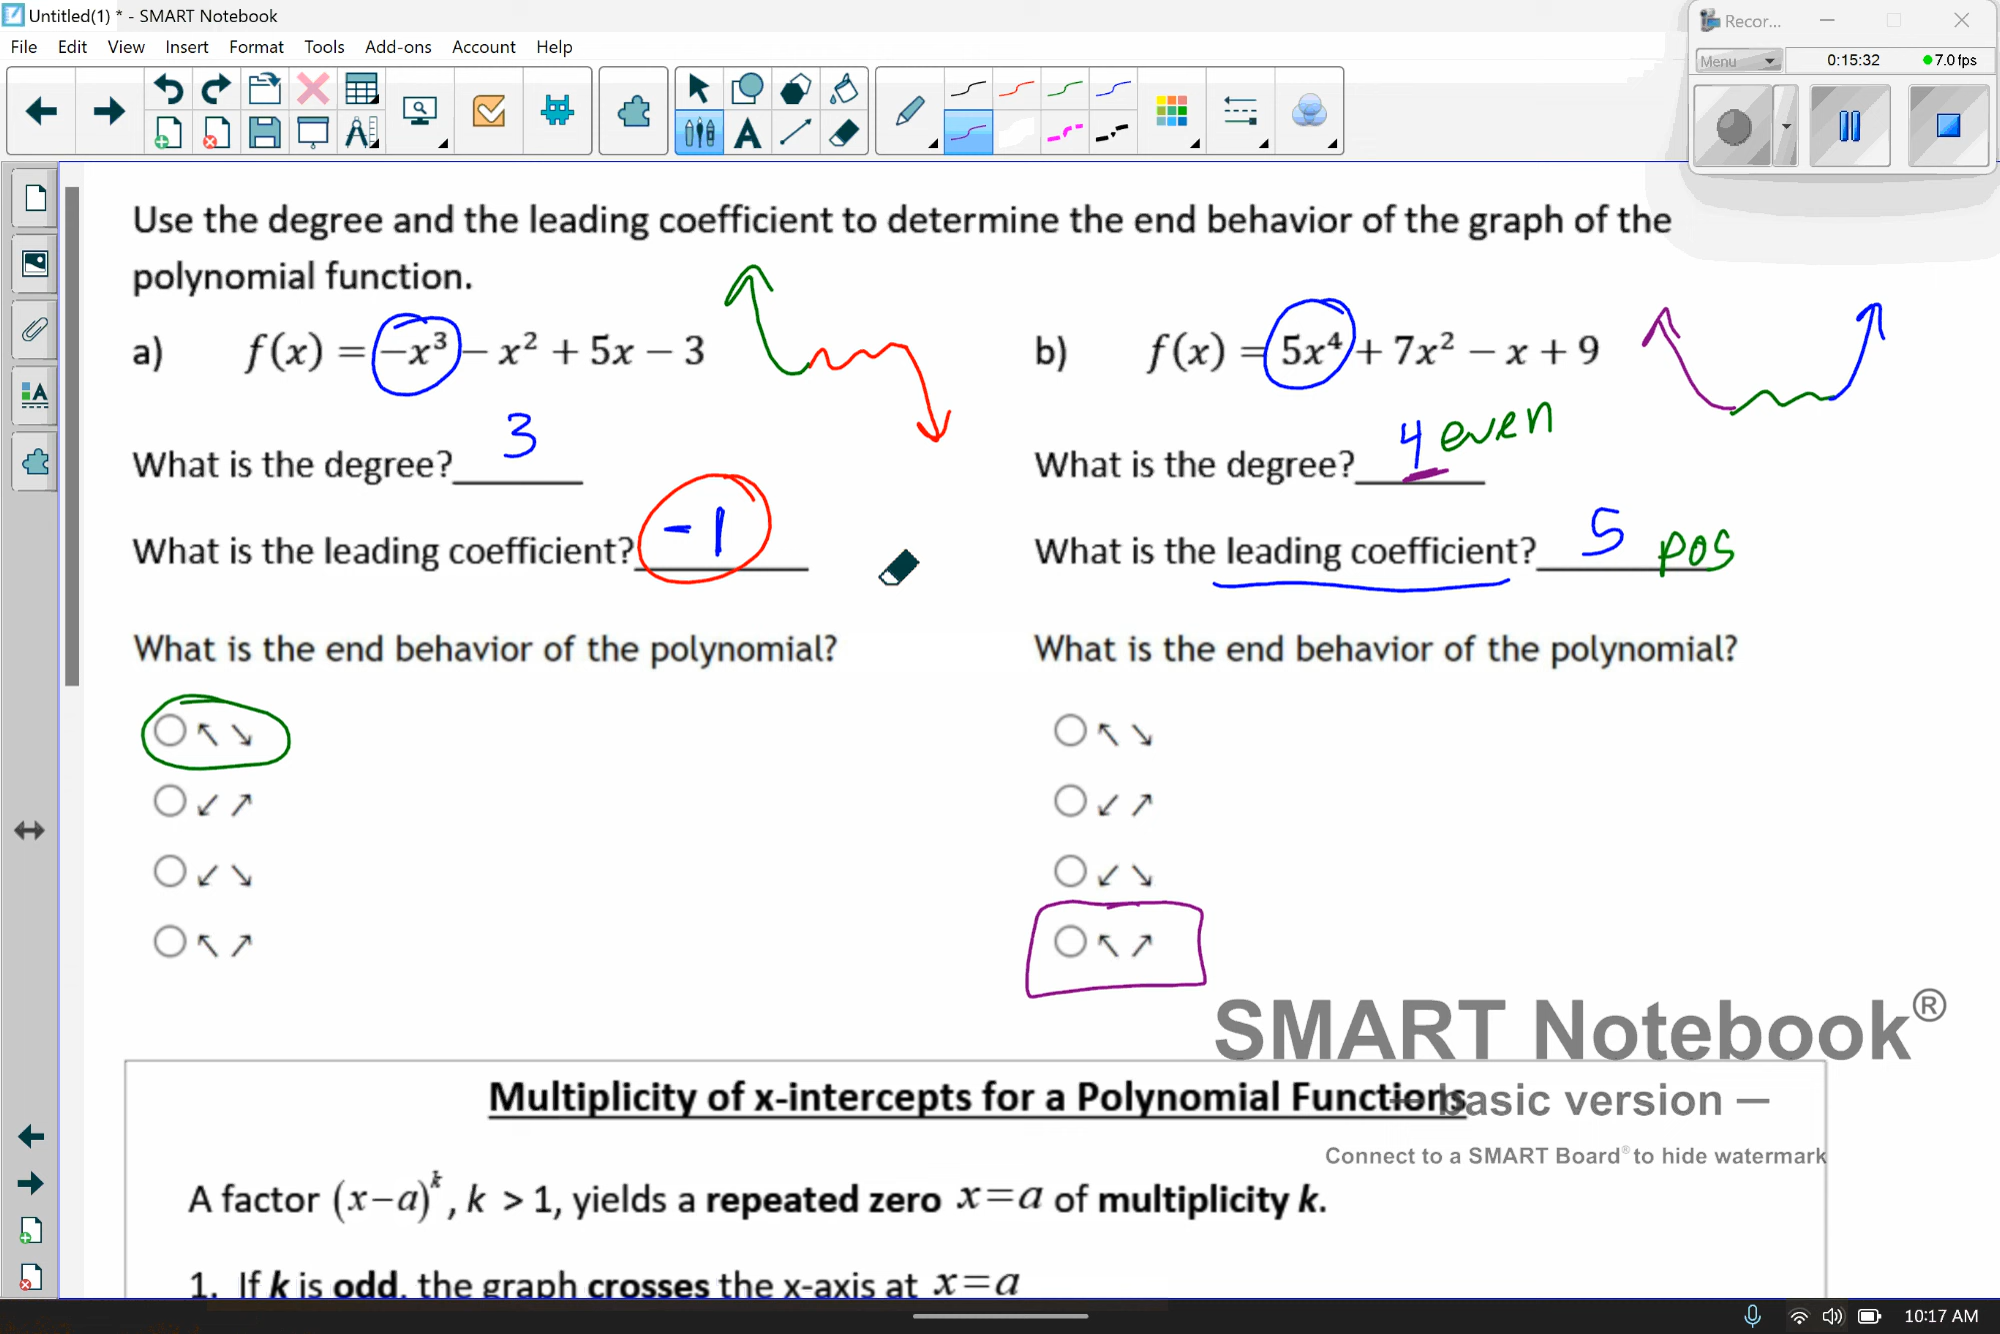 Untitled(1) * - SMART Notebook
File Edit View Insert Format Tools Add-ons Account Help
Recor...
Menu 0:15:32 7.0fps
Use the degree and the leading coefficient to determine the end behavior of the graph of the
polynomial function.
a) f(x) = −x³ − x² + 5x − 3
b) f(x) = 5x⁴ + 7x² − x + 9
What is the degree? 3
What is the degree? 4 even
What is the leading coefficient? -1
What is the leading coefficient? 5 pos
What is the end behavior of the polynomial?
What is the end behavior of the polynomial?
↖ ↘
↙ ↗
↙ ↘
↖ ↗
↖ ↘
↙ ↗
↙ ↘
↖ ↗
SMART Notebook®
— basic version —
Connect to a SMART Board® to hide watermark
Multiplicity of x-intercepts for a Polynomial Functions
A factor (x−a)ᵏ, k > 1, yields a repeated zero x=a of multiplicity k.
1. If k is odd, the graph crosses the x-axis at x=a
10:17 AM